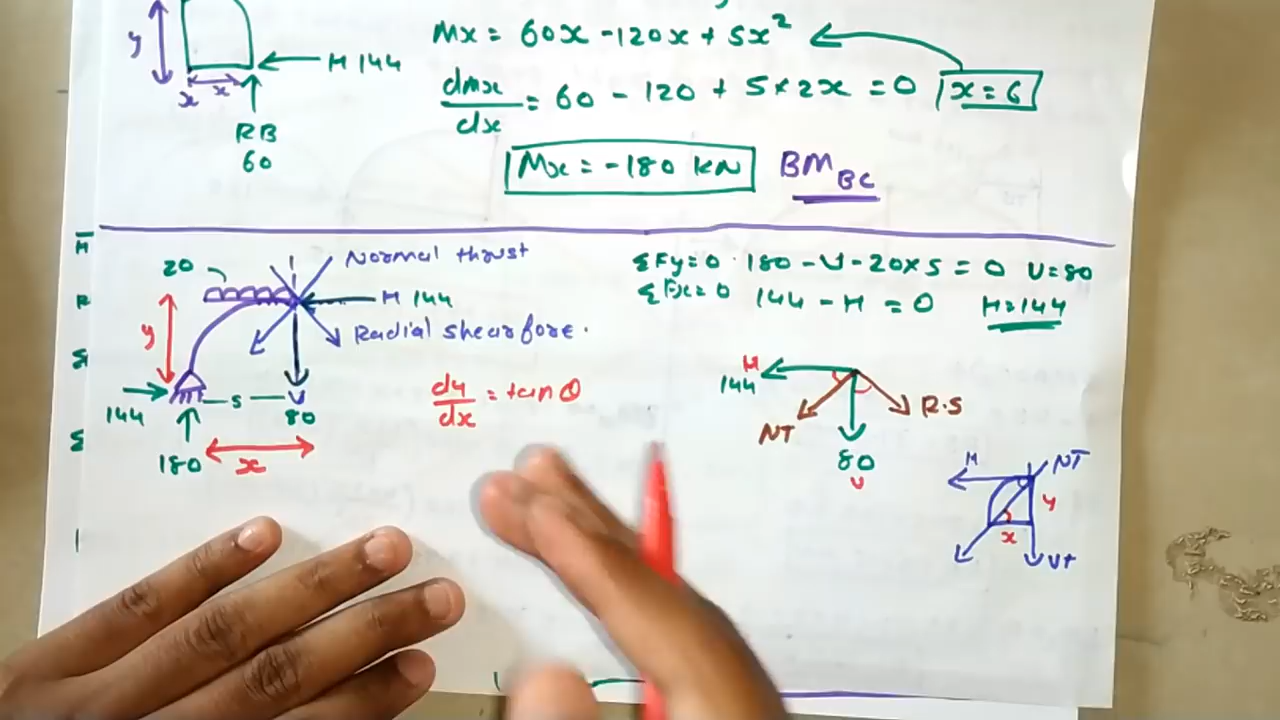 y
x x
H 144
RB
60
Mx = 60x - 120x + 5x²
dMx/dx = 60 - 120 + 5×2x = 0 x = 6
Mx = -180 kN BM BC
20 Normal thrust
H 144
y Radial shear force.
144 5 V
80
180 x
dy/dx = tan θ
ΣFy = 0 180 - V - 20×5 = 0 V = 80
ΣFx = 0 144 - H = 0 H = 144
H
144 R.S
NT
80
V
H NT
y
x